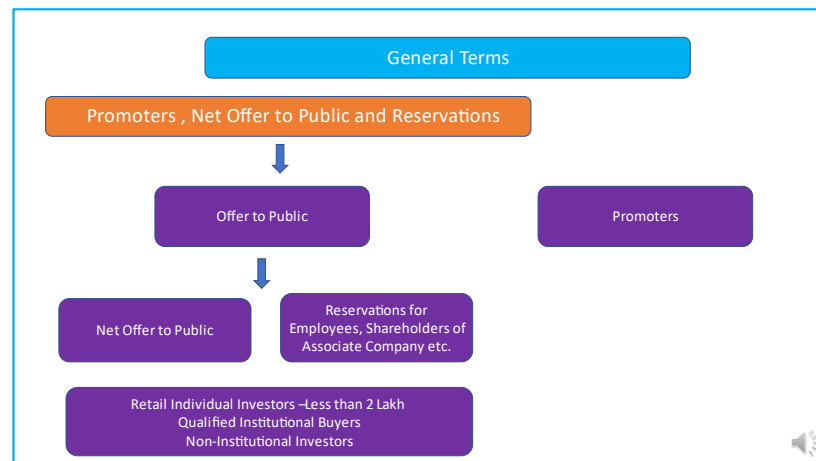 General Terms
Promoters , Net Offer to Public and Reservations
Offer to Public
Promoters
Net Offer to Public
Reservations for
Employees, Shareholders of
Associate Company etc.
Retail Individual Investors –Less than 2 Lakh
Qualified Institutional Buyers
Non-Institutional Investors